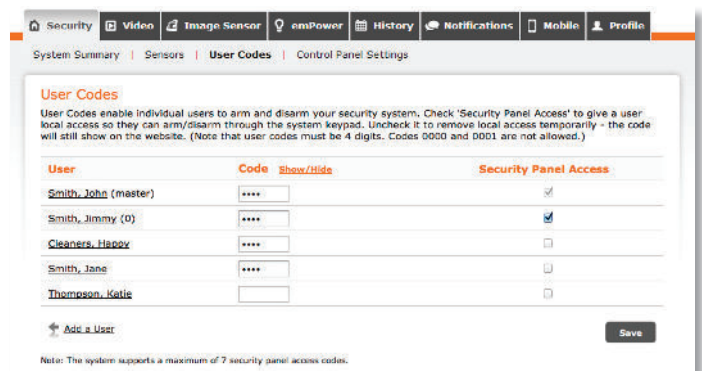 Security Video Image Sensor emPower History Notifications Mobile Profile
System Summary | Sensors | User Codes | Control Panel Settings
User Codes
User Codes enable individual users to arm and disarm your security system. Check 'Security Panel Access' to give a user
local access so they can arm/disarm through the system keypad. Uncheck it to remove local access temporarily - the code
will still show on the website. (Note that user codes must be 4 digits. Codes 0000 and 0001 are not allowed.)
User Code Show/Hide Security Panel Access
Smith, John (master) ••••
Smith, Jimmy (0) ••••
Cleaners, Happy ••••
Smith, Jane ••••
Thompson, Katie
Add a User Save
Note: The system supports a maximum of 7 security panel access codes.